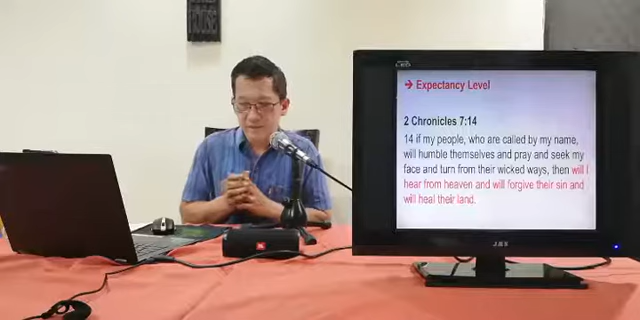 HOUSE
→ Expectancy Level
2 Chronicles 7:14
14 if my people, who are called by my name,
will humble themselves and pray and seek my
face and turn from their wicked ways, then will I
hear from heaven and will forgive their sin and
will heal their land.
JBL